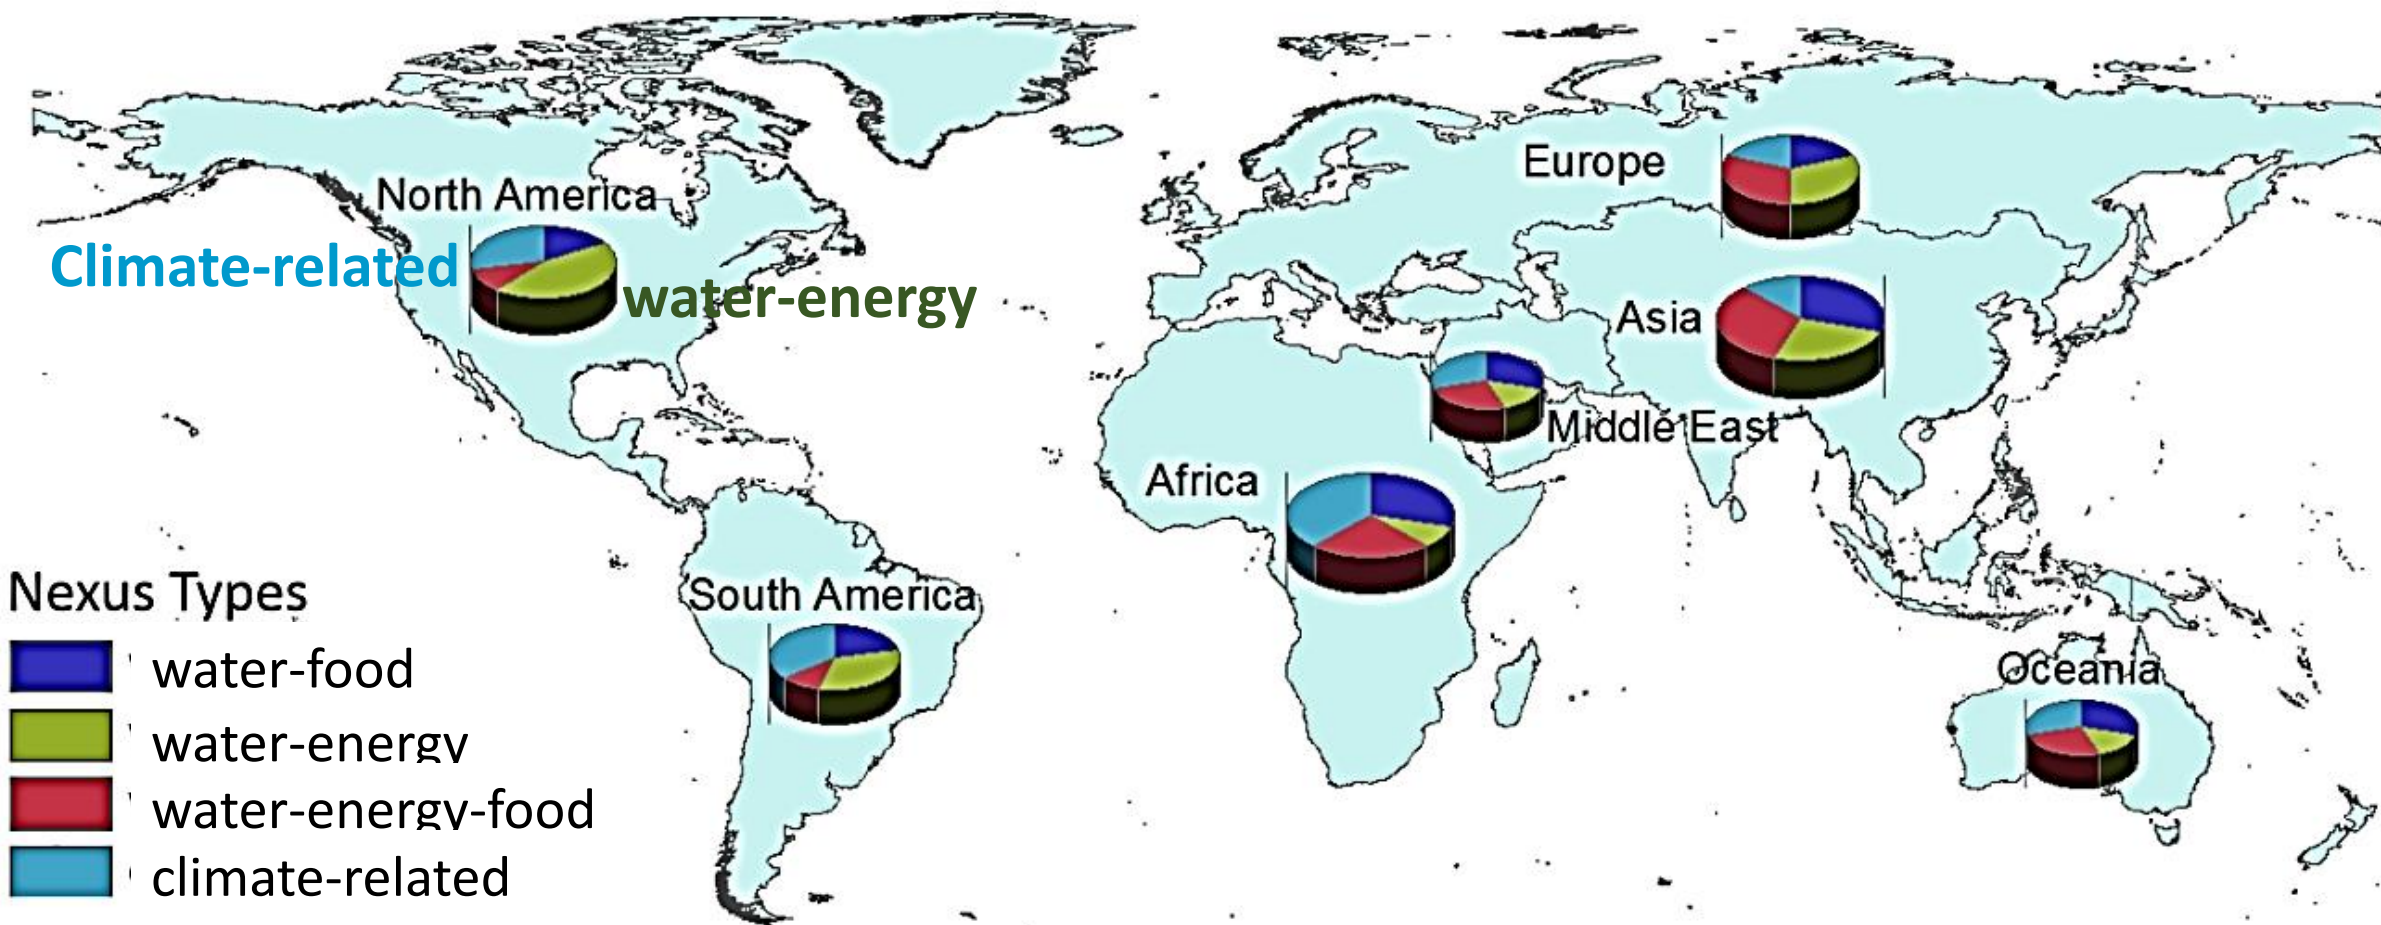 Europe
North America
Climate-related
water-energy
Asia
Middle East
Africa
South America
Oceania
Nexus Types
water-food
water-energy
water-energy-food
climate-related